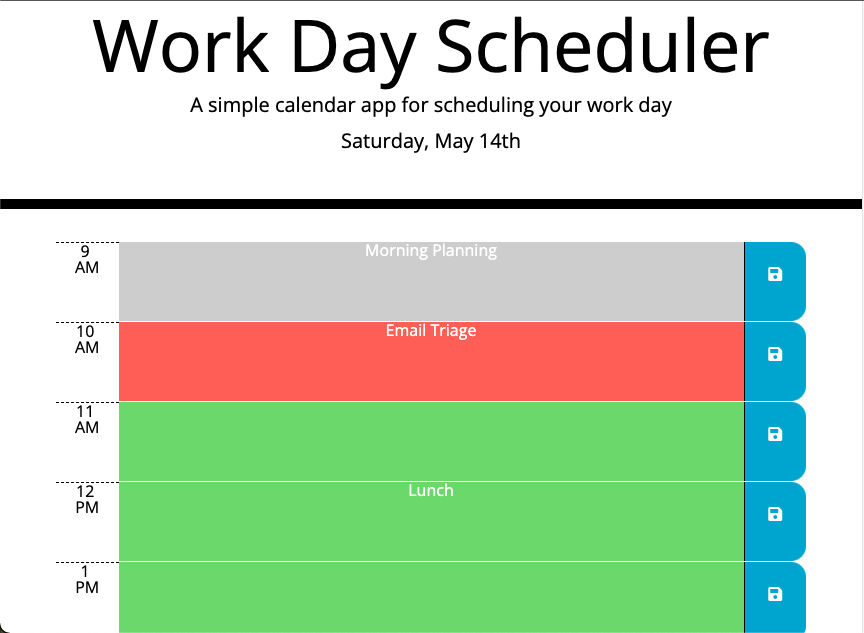 Work Day Scheduler
A simple calendar app for scheduling your work day
Saturday, May 14th
9
AM
Morning Planning
10
AM
Email Triage
11
AM
12
PM
Lunch
1
PM